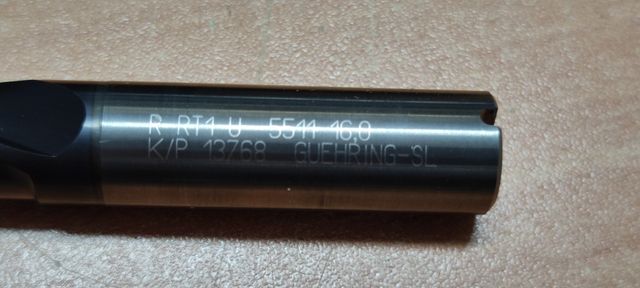 R RT1 U 5511 16.0
K/P 13768 GUEHRING-SL